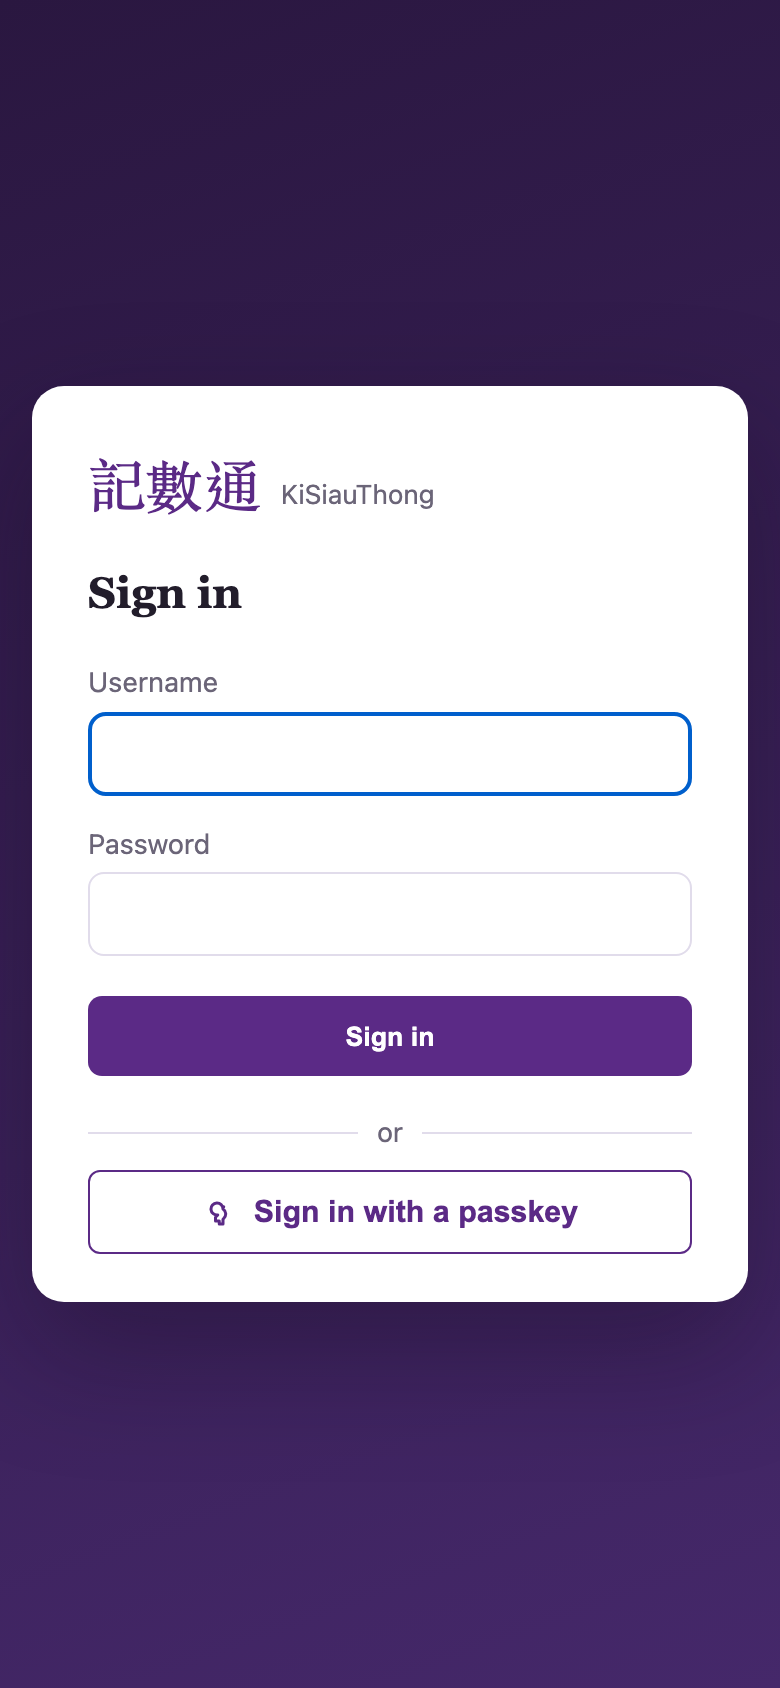 記數通 KiSiauThong
Sign in
Username
Password
Sign in
or
Sign in with a passkey